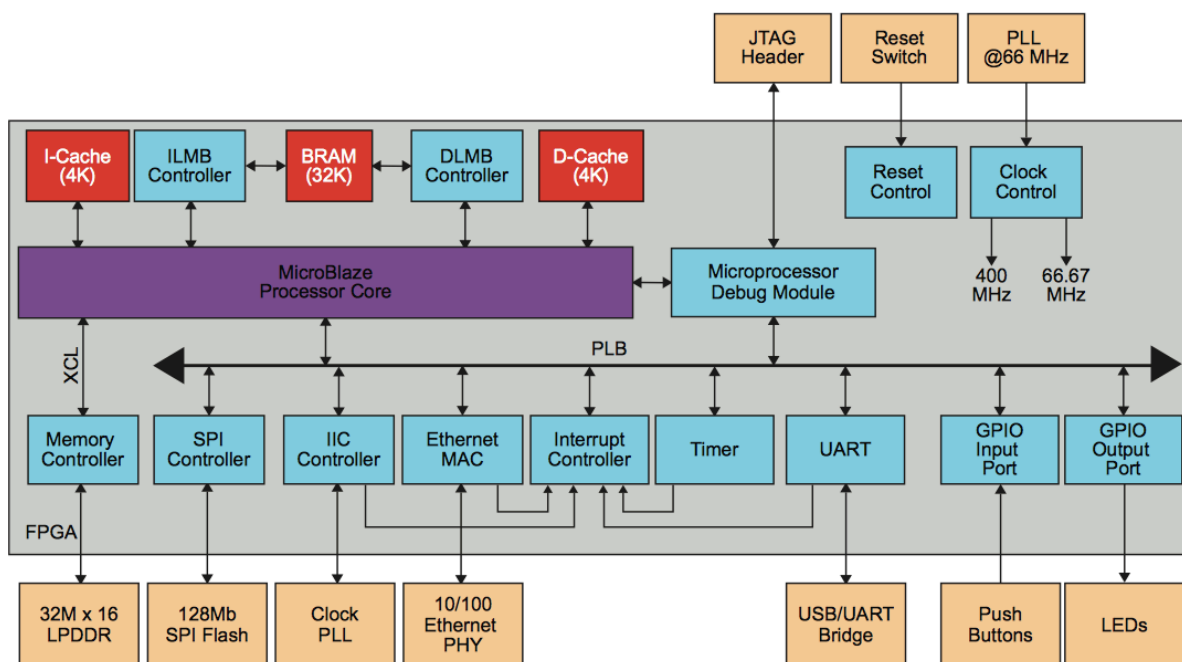 JTAG
Header
Reset
Switch
PLL
@66 MHz
I-Cache
(4K)
ILMB
Controller
BRAM
(32K)
DLMB
Controller
D-Cache
(4K)
Reset
Control
Clock
Control
MicroBlaze
Processor Core
Microprocessor
Debug Module
400
MHz
66.67
MHz
XCL
PLB
Memory
Controller
SPI
Controller
IIC
Controller
Ethernet
MAC
Interrupt
Controller
Timer
UART
GPIO
Input
Port
GPIO
Output
Port
FPGA
32M x 16
LPDDR
128Mb
SPI Flash
Clock
PLL
10/100
Ethernet
PHY
USB/UART
Bridge
Push
Buttons
LEDs